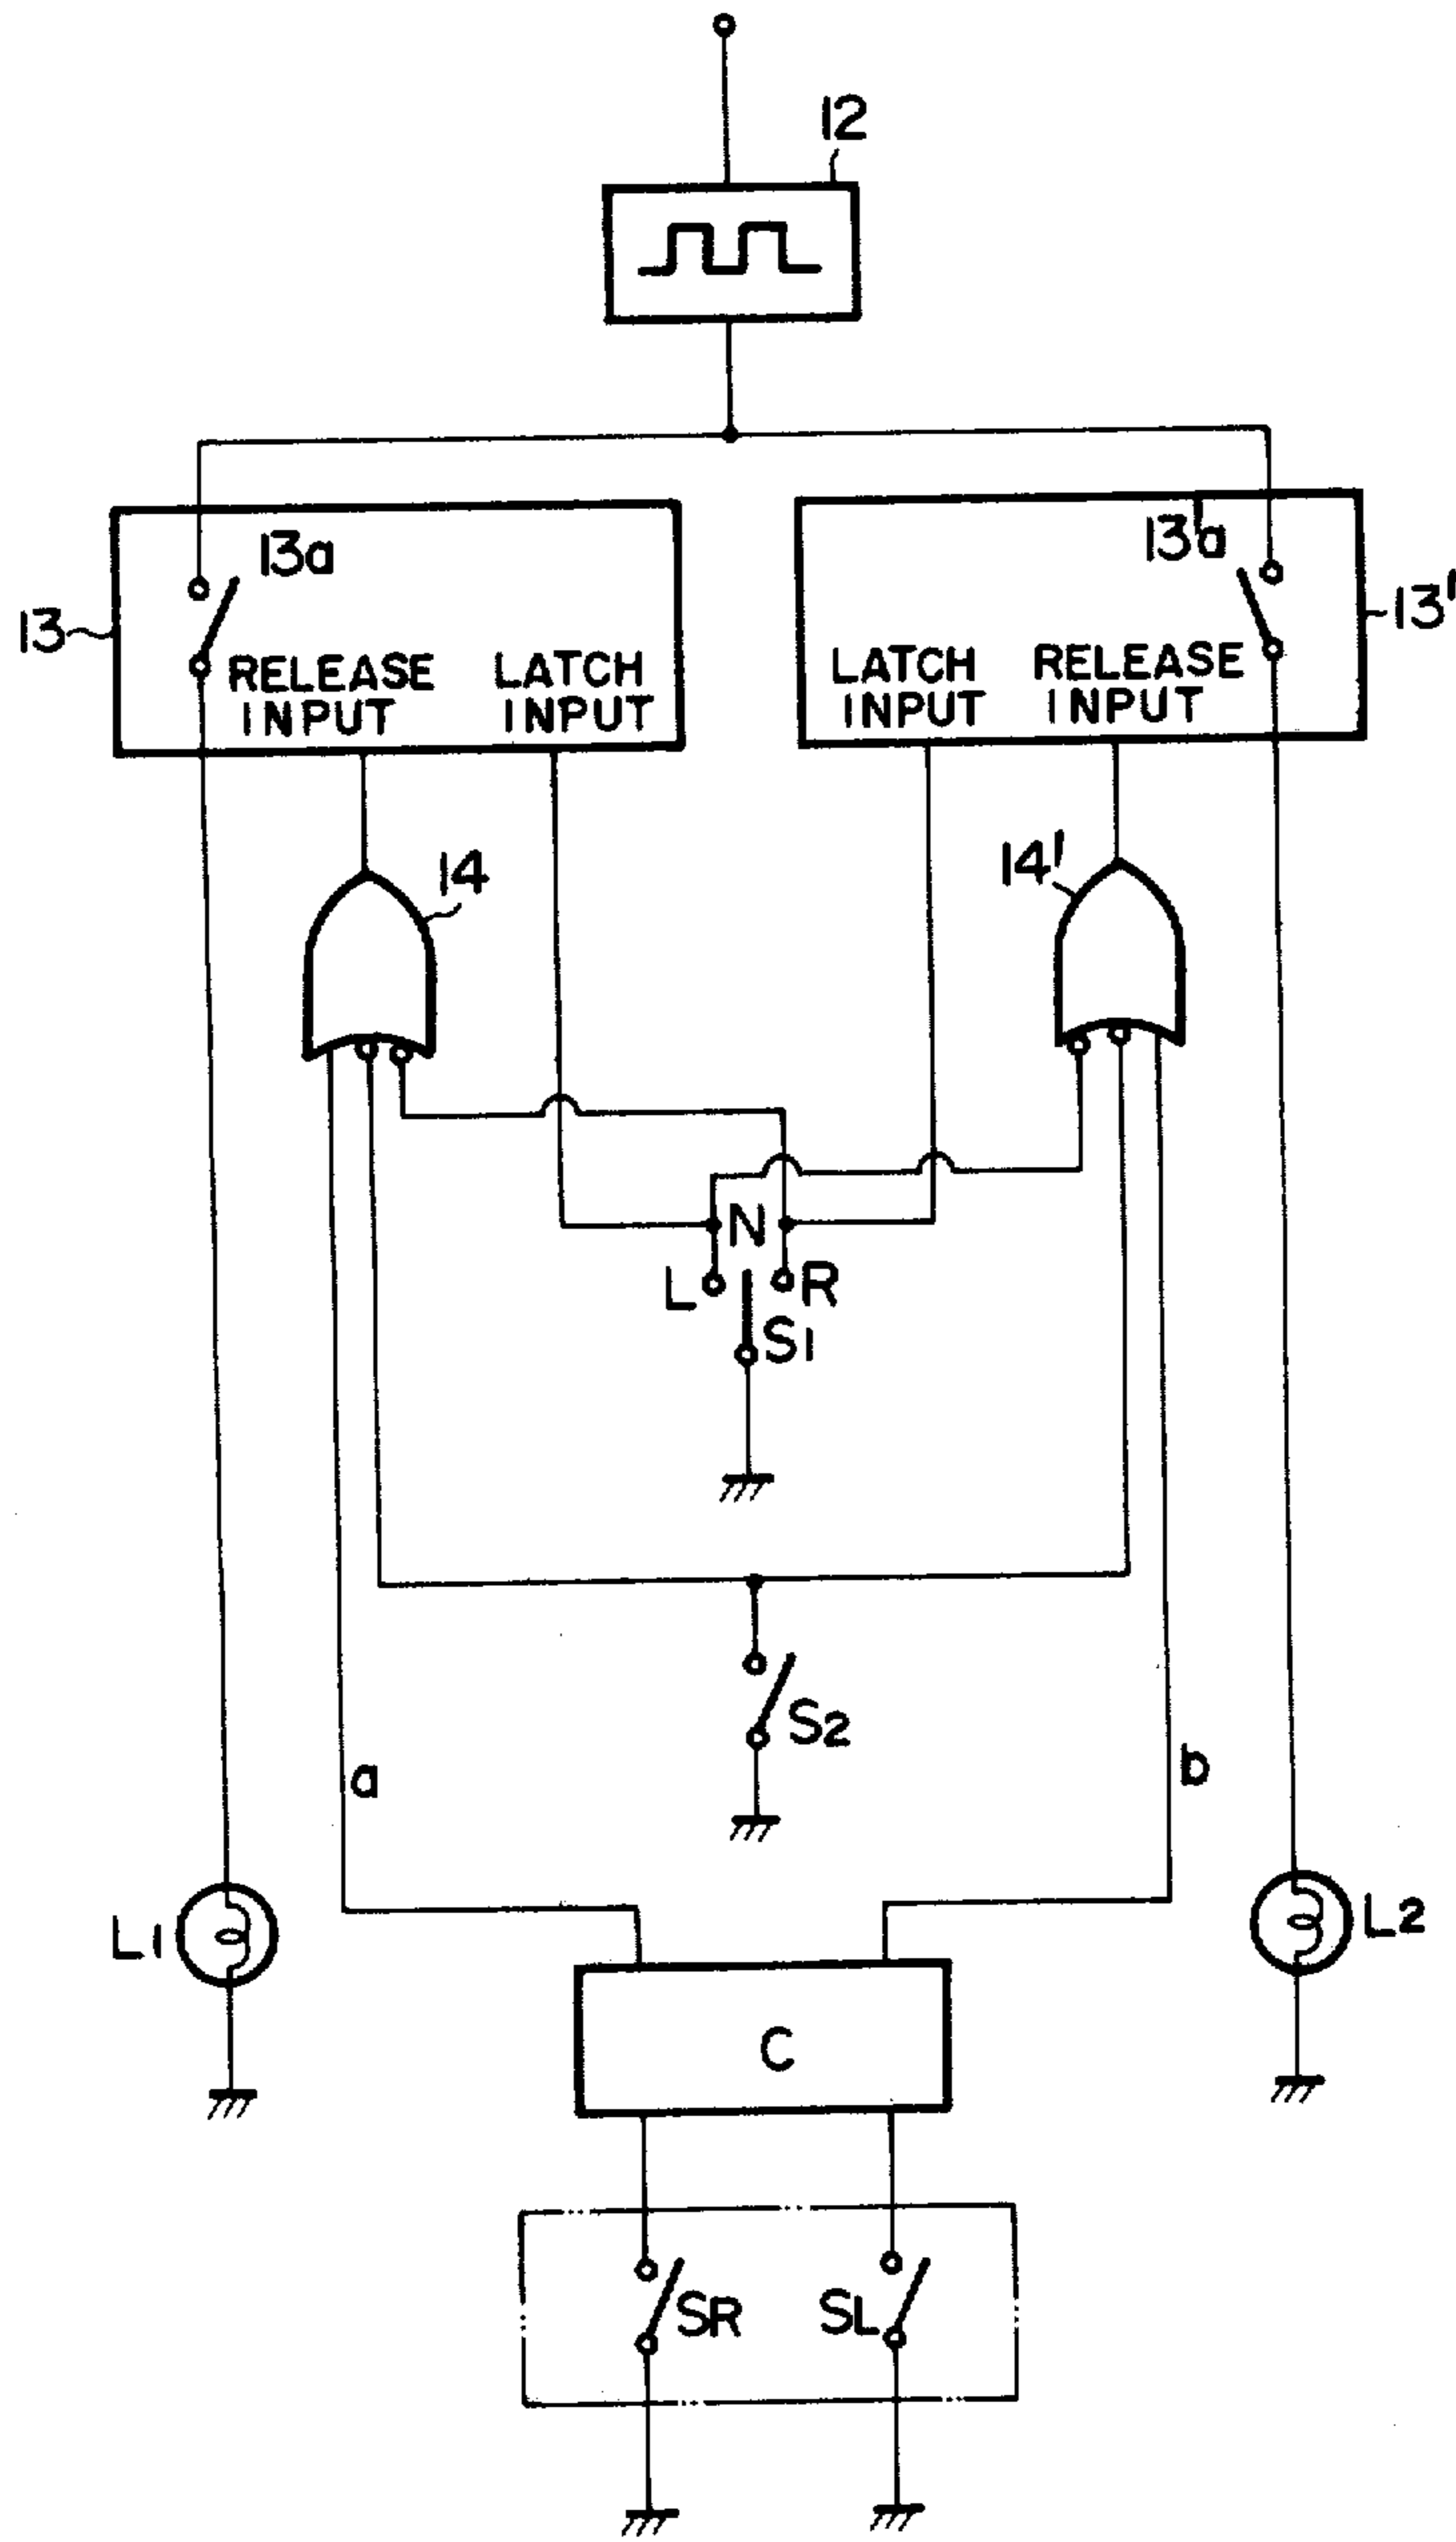 12
13a
13'a
13
13'
RELEASE
INPUT
LATCH
INPUT
LATCH
INPUT
RELEASE
INPUT
14
14'
N
L
R
S1
S2
a
b
L1
L2
C
SR
SL